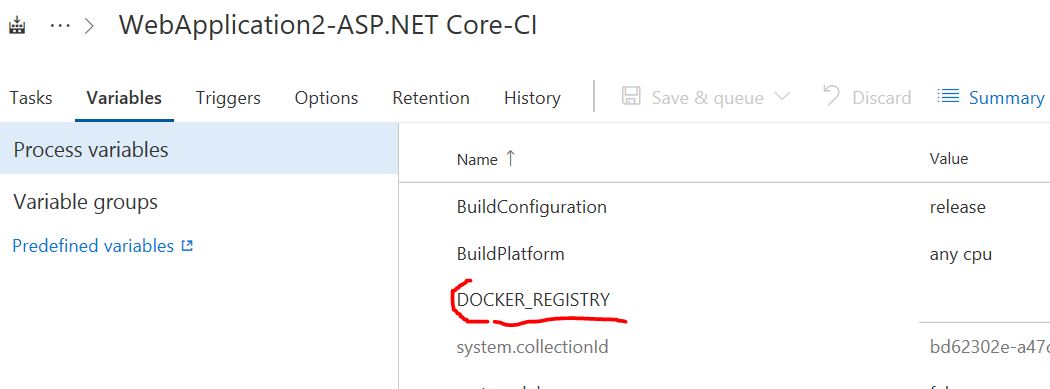 ··· > WebApplication2-ASP.NET Core-CI
Tasks Variables Triggers Options Retention History Save & queue Discard Summary
Process variables
Variable groups
Predefined variables
Name ↑ Value
BuildConfiguration release
BuildPlatform any cpu
DOCKER_REGISTRY
system.collectionId bd62302e-a47